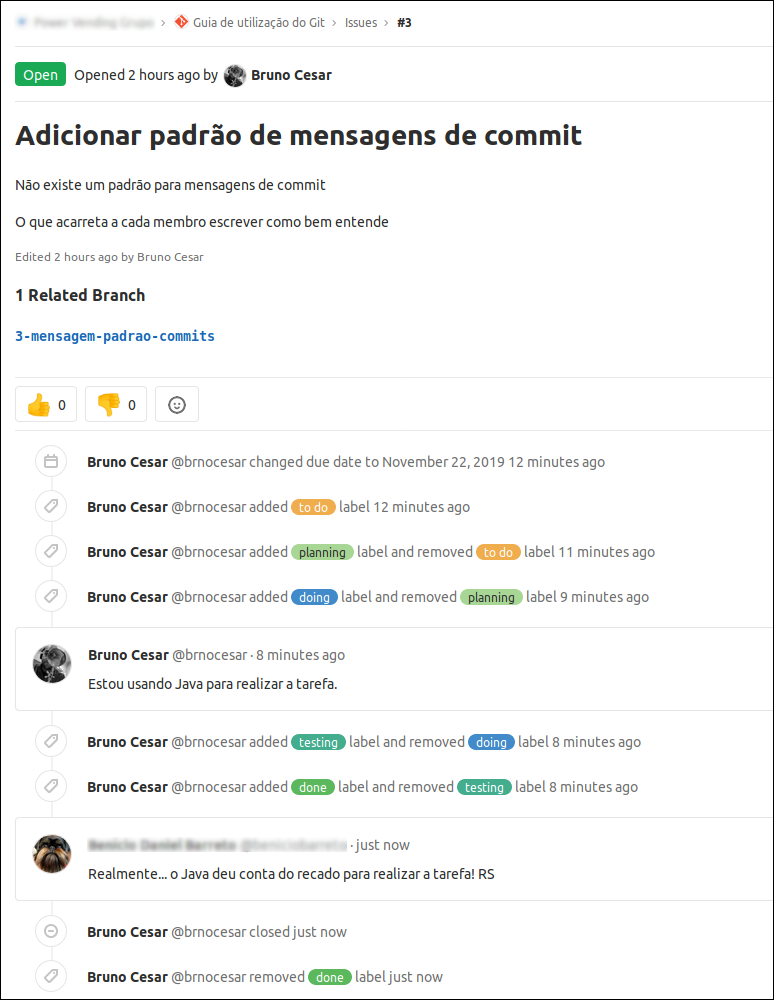 Guia de utilização do Git > Issues > #3
Open Opened 2 hours ago by Bruno Cesar
Adicionar padrão de mensagens de commit
Não existe um padrão para mensagens de commit
O que acarreta a cada membro escrever como bem entende
Edited 2 hours ago by Bruno Cesar
1 Related Branch
3-mensagem-padrao-commits
0 0
Bruno Cesar @brnocesar changed due date to November 22, 2019 12 minutes ago
Bruno Cesar @brnocesar added to do label 12 minutes ago
Bruno Cesar @brnocesar added planning label and removed to do label 11 minutes ago
Bruno Cesar @brnocesar added doing label and removed planning label 9 minutes ago
Bruno Cesar @brnocesar · 8 minutes ago
Estou usando Java para realizar a tarefa.
Bruno Cesar @brnocesar added testing label and removed doing label 8 minutes ago
Bruno Cesar @brnocesar added done label and removed testing label 8 minutes ago
· just now
Realmente... o Java deu conta do recado para realizar a tarefa! RS
Bruno Cesar @brnocesar closed just now
Bruno Cesar @brnocesar removed done label just now